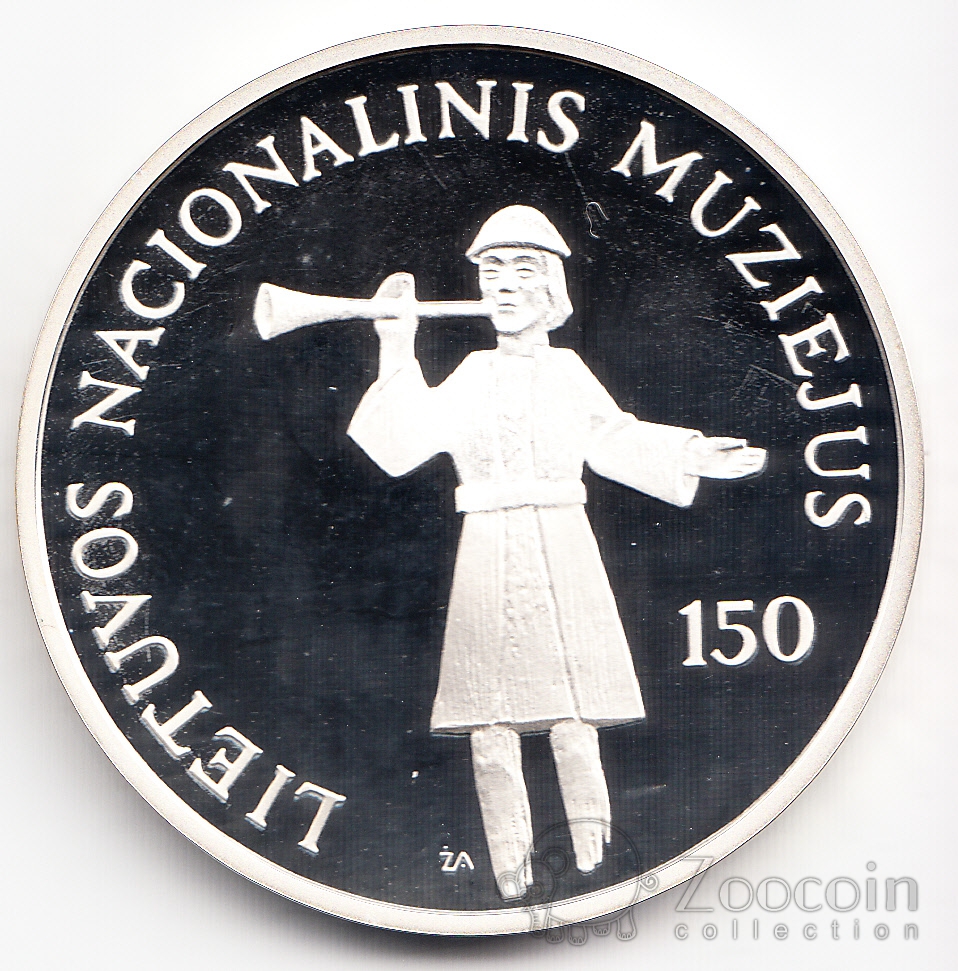 LIETUVOS NACIONALINIS MUZIEJUS
150
ŻA
Zoocoin
collection